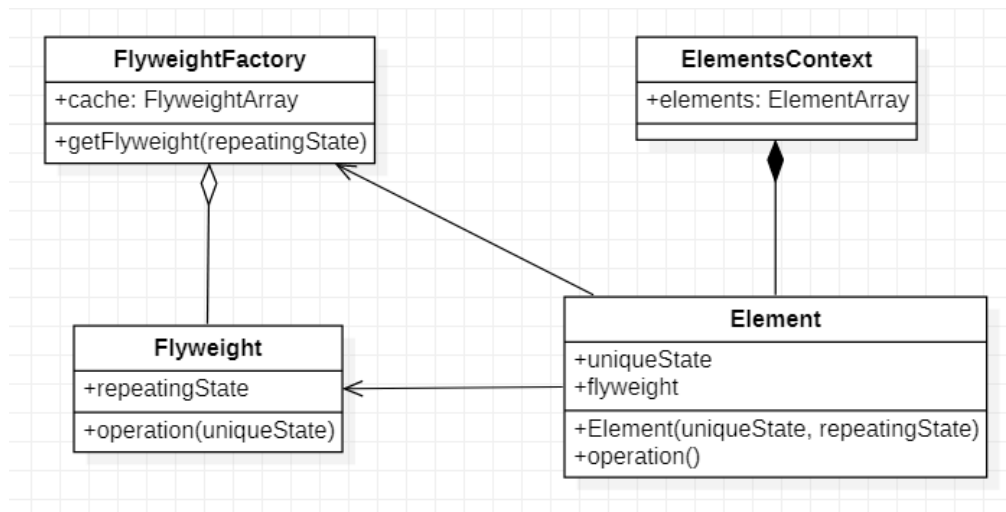 FlyweightFactory
+cache: FlyweightArray
+getFlyweight(repeatingState)
ElementsContext
+elements: ElementArray
Flyweight
+repeatingState
+operation(uniqueState)
Element
+uniqueState
+flyweight
+Element(uniqueState, repeatingState)
+operation()